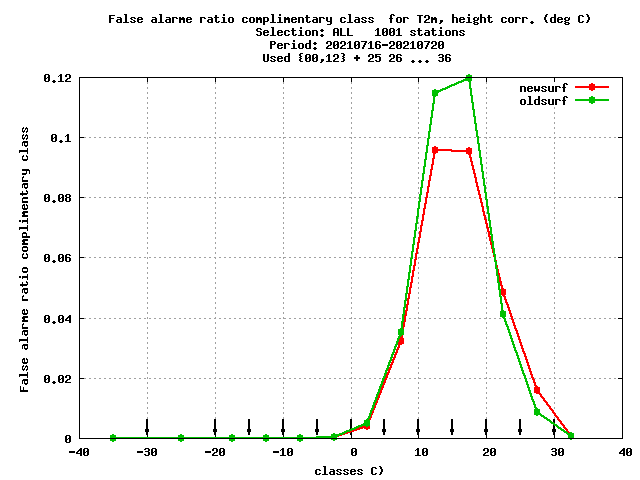 False alarme ratio complimentary class  for T2m, height corr. (deg C)
Selection: ALL   1001 stations
Period: 20210716-20210720
Used {00,12} + 25 26 ... 36
newsurf
oldsurf
False alarme ratio complimentary class
0.12
0.1
0.08
0.06
0.04
0.02
0
-40 -30 -20 -10 0 10 20 30 40
classes C)